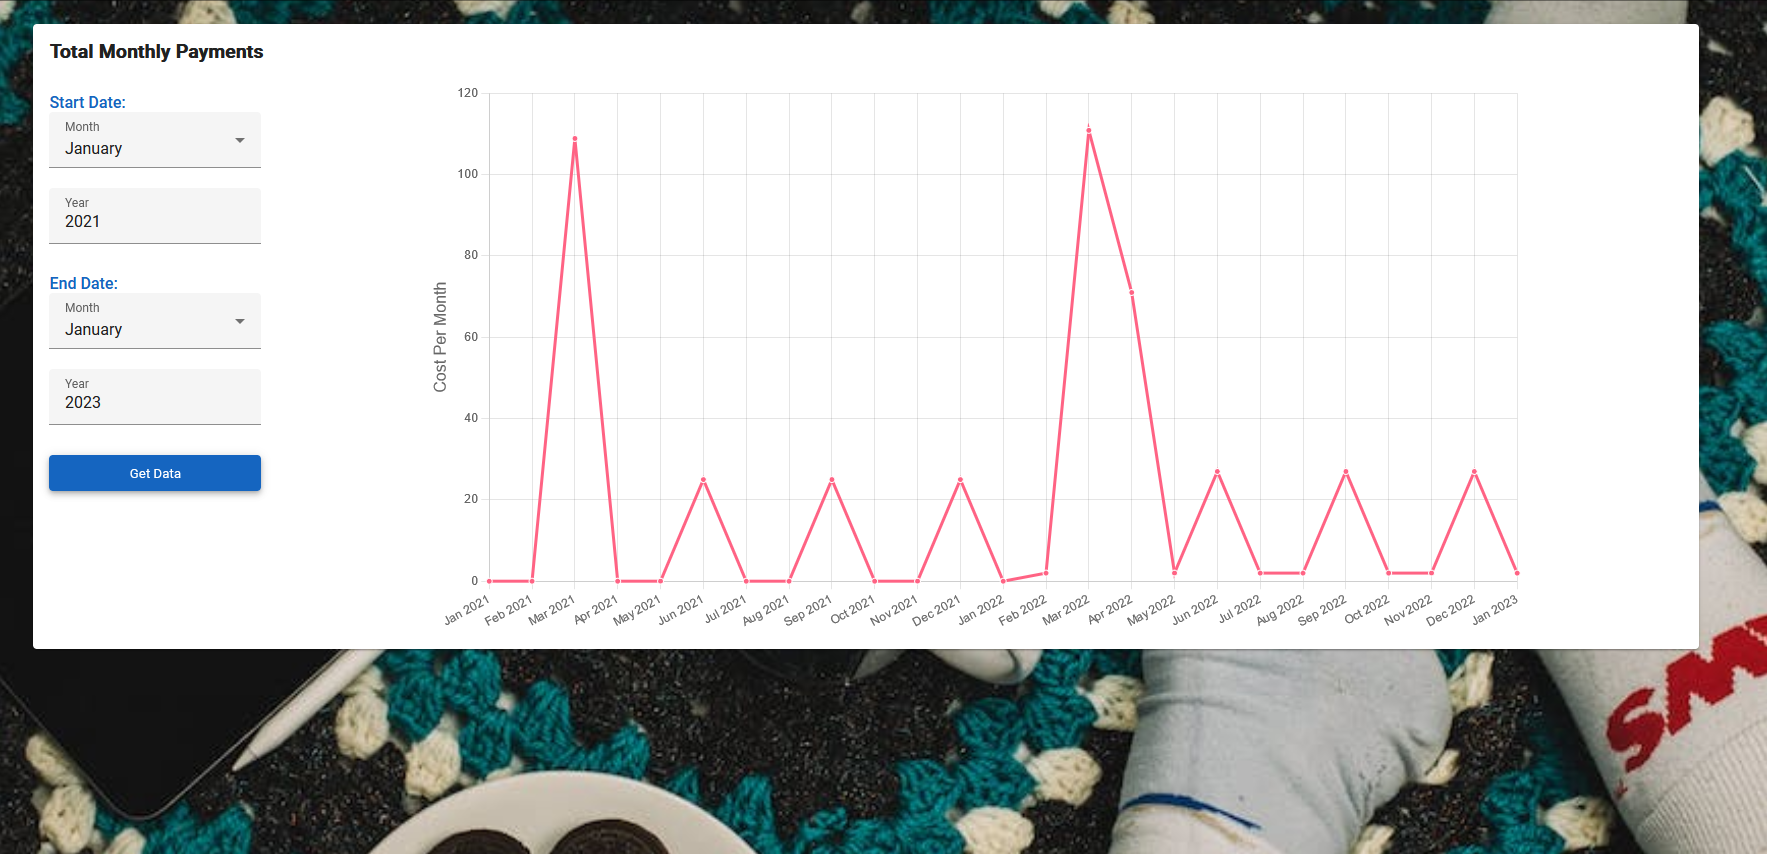 Total Monthly Payments
Start Date:
Month
January
Year
2021
End Date:
Month
January
Year
2023
Get Data
Cost Per Month
120
100
80
60
40
20
0
Jan 2021
Feb 2021
Mar 2021
Apr 2021
May 2021
Jun 2021
Jul 2021
Aug 2021
Sep 2021
Oct 2021
Nov 2021
Dec 2021
Jan 2022
Feb 2022
Mar 2022
Apr 2022
May 2022
Jun 2022
Jul 2022
Aug 2022
Sep 2022
Oct 2022
Nov 2022
Dec 2022
Jan 2023